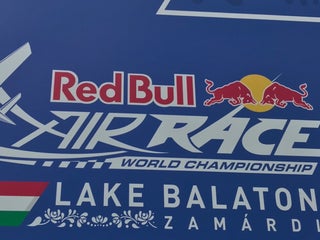 Red Bull
AIR RACE
WORLD CHAMPIONSHIP
LAKE BALATON
ZAMÁRDI